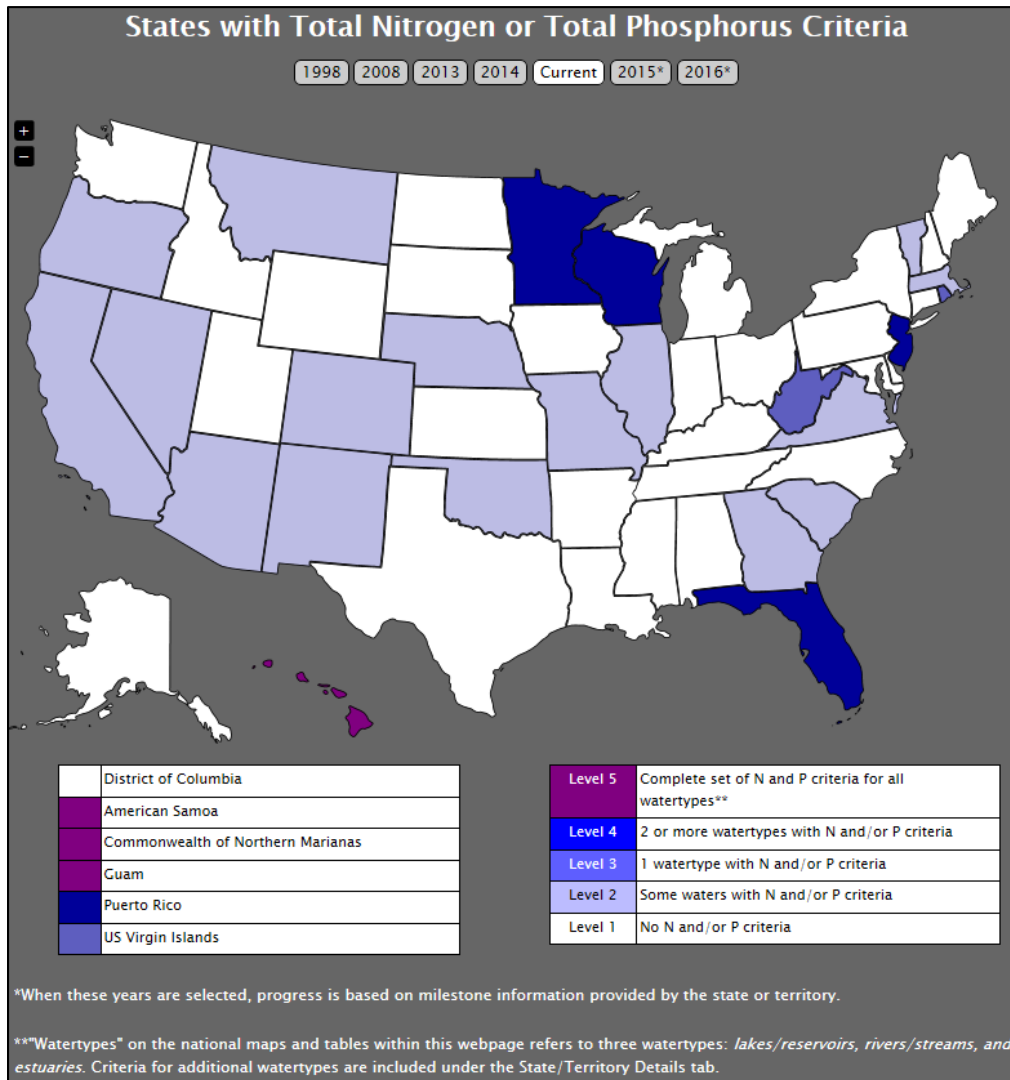 States with Total Nitrogen or Total Phosphorus Criteria
1998 2008 2013 2014 Current 2015* 2016*
+
−
District of Columbia
American Samoa
Commonwealth of Northern Marianas
Guam
Puerto Rico
US Virgin Islands
Level 5 Complete set of N and P criteria for all
watertypes**
Level 4 2 or more watertypes with N and/or P criteria
Level 3 1 watertype with N and/or P criteria
Level 2 Some waters with N and/or P criteria
Level 1 No N and/or P criteria
*When these years are selected, progress is based on milestone information provided by the state or territory.
**"Watertypes" on the national maps and tables within this webpage refers to three watertypes: lakes/reservoirs, rivers/streams, and
estuaries. Criteria for additional watertypes are included under the State/Territory Details tab.